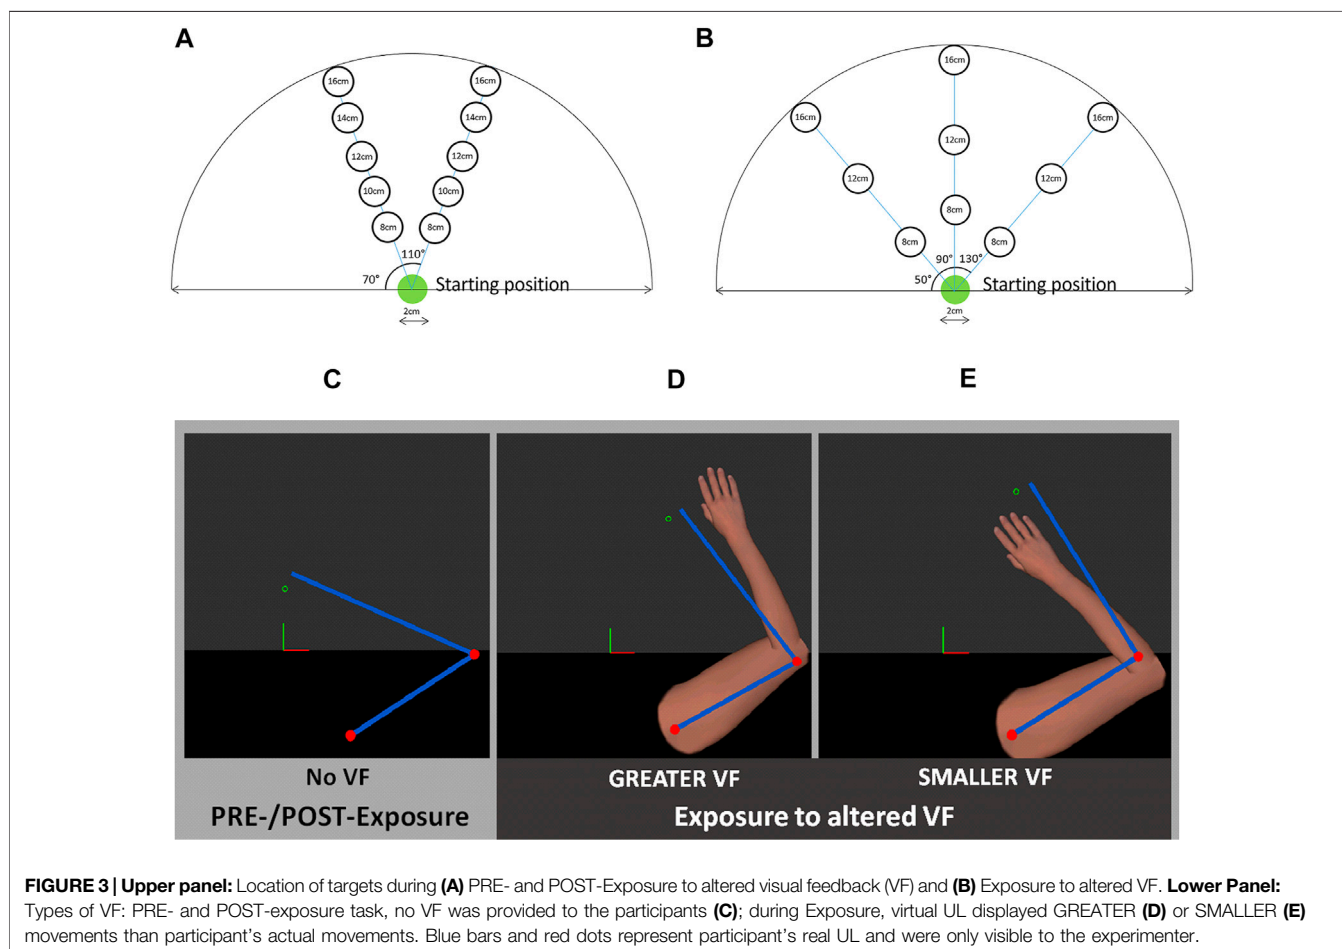 A
B
16cm
16cm
14cm
14cm
12cm
12cm
10cm
10cm
8cm
8cm
110°
70°
Starting position
2cm
16cm
16cm
16cm
12cm
12cm
12cm
8cm
8cm
8cm
90°
130°
50°
Starting position
2cm
C
D
E
No VF
GREATER VF
SMALLER VF
PRE-/POST-Exposure
Exposure to altered VF
FIGURE 3 | Upper panel: Location of targets during (A) PRE- and POST-Exposure to altered visual feedback (VF) and (B) Exposure to altered VF. Lower Panel:
Types of VF: PRE- and POST-exposure task, no VF was provided to the participants (C); during Exposure, virtual UL displayed GREATER (D) or SMALLER (E)
movements than participant's actual movements. Blue bars and red dots represent participant's real UL and were only visible to the experimenter.